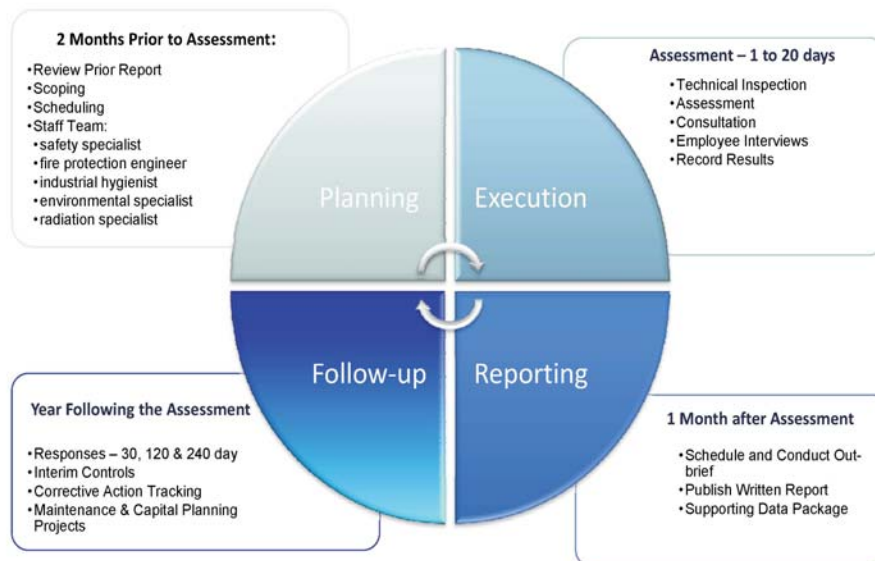 2 Months Prior to Assessment:
•Review Prior Report
•Scoping
•Scheduling
•Staff Team:
•safety specialist
•fire protection engineer
•industrial hygienist
•environmental specialist
•radiation specialist
Assessment – 1 to 20 days
•Technical Inspection
•Assessment
•Consultation
•Employee Interviews
•Record Results
Planning
Execution
Follow-up
Reporting
Year Following the Assessment
•Responses – 30, 120 & 240 day
•Interim Controls
•Corrective Action Tracking
•Maintenance & Capital Planning
Projects
1 Month after Assessment
•Schedule and Conduct Out-
brief
•Publish Written Report
•Supporting Data Package